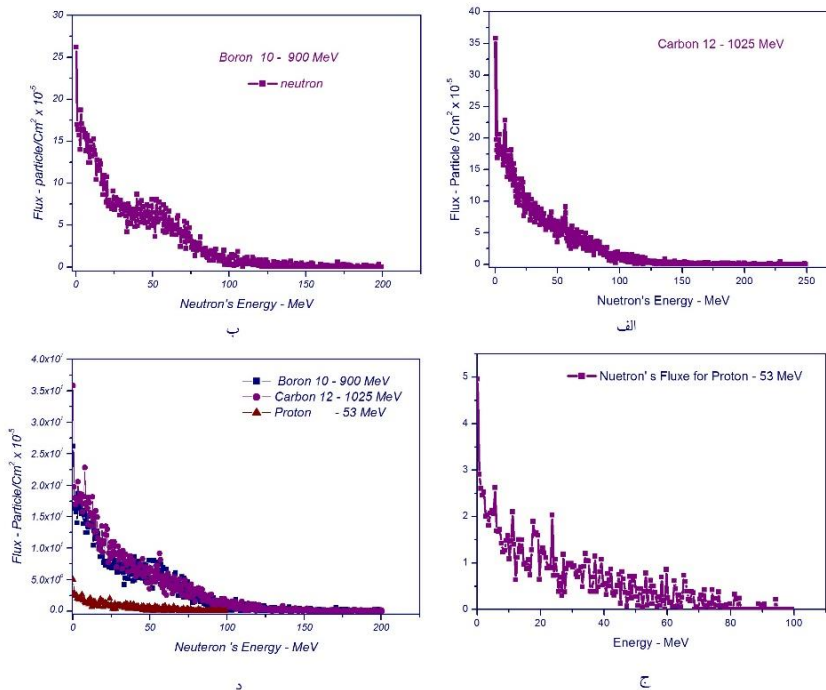 Boron 10 - 900 MeV
neutron
Flux - particle/Cm² x 10⁻⁵
30
25
20
15
10
5
0
0 50 100 150 200
Neutron's Energy - MeV
ب
Carbon 12 - 1025 MeV
Flux - Particle / Cm² x 10⁻⁵
40
35
30
25
20
15
10
5
0
0 50 100 150 200 250
Nuetron's Energy - MeV
الف
Boron 10 - 900 MeV
Carbon 12 - 1025 MeV
Proton - 53 MeV
Flux - Particle/Cm² x 10⁻⁵
0.0
0 50 100 150 200
Neuteron 's Energy - MeV
د
Nuetron' s Fluxe for Proton - 53 MeV
5
4
3
2
1
0
0 20 40 60 80 100
Energy - MeV
ج